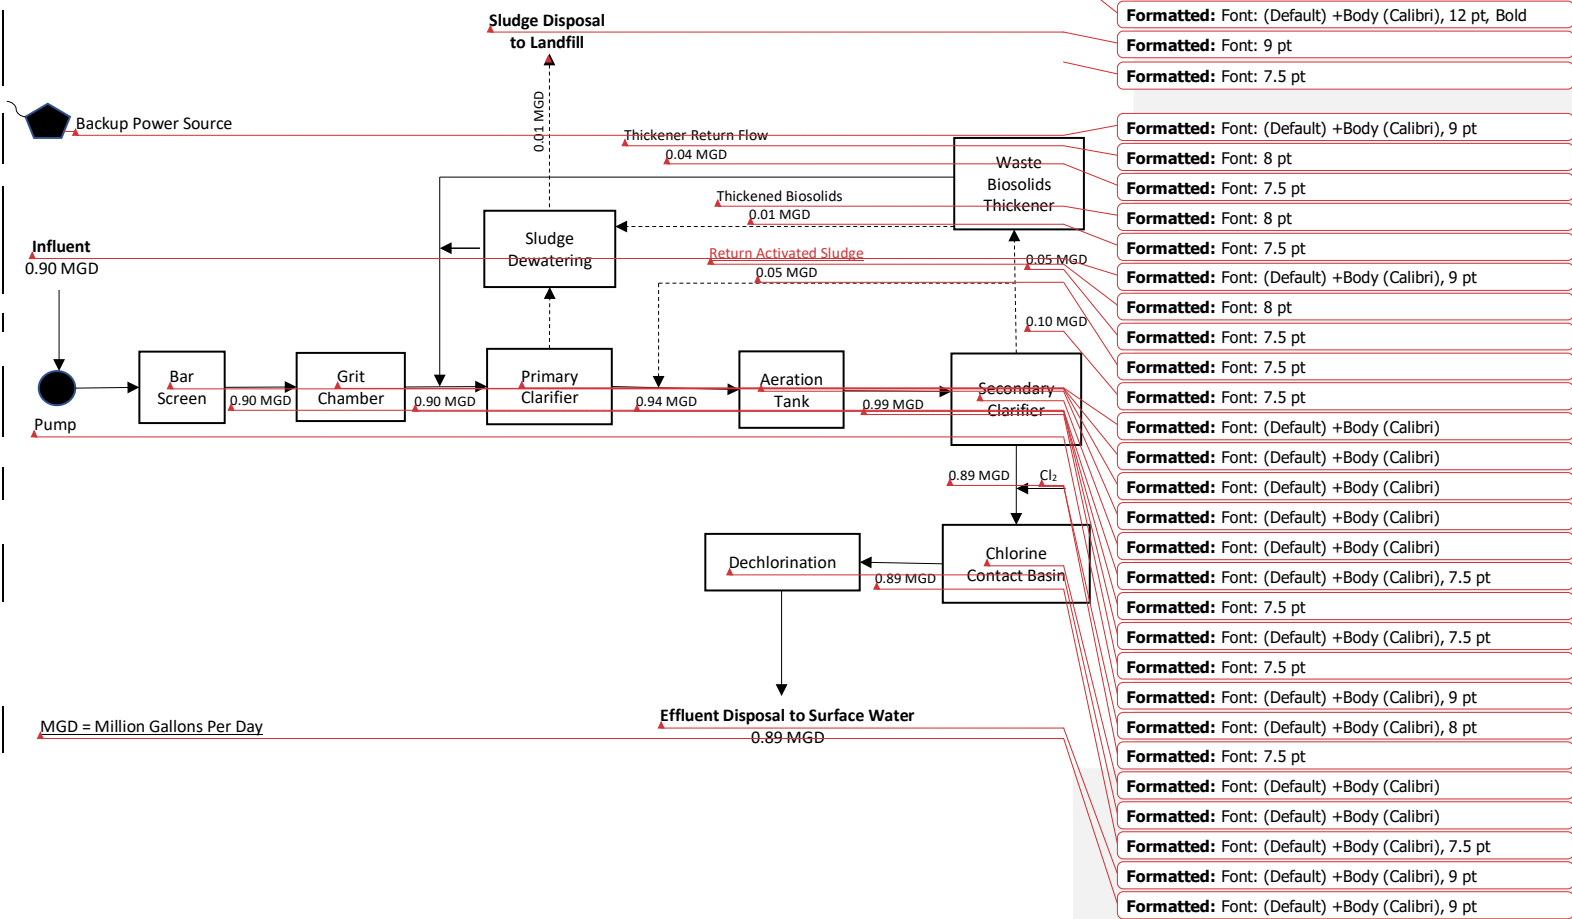 Sludge Disposal
to Landfill
0.01 MGD
Backup Power Source
Thickener Return Flow
0.04 MGD
Waste
Biosolids
Thickener
Thickened Biosolids
0.01 MGD
Sludge
Dewatering
Influent
0.90 MGD
Return Activated Sludge
0.05 MGD
0.05 MGD
0.10 MGD
Bar
Screen
0.90 MGD
Grit
Chamber
0.90 MGD
Primary
Clarifier
0.94 MGD
Aeration
Tank
0.99 MGD
Secondary
Clarifier
Pump
0.89 MGD
Cl₂
Dechlorination
0.89 MGD
Chlorine
Contact Basin
Effluent Disposal to Surface Water
0.89 MGD
MGD = Million Gallons Per Day
Formatted: Font: (Default) +Body (Calibri), 12 pt, Bold
Formatted: Font: 9 pt
Formatted: Font: 7.5 pt
Formatted: Font: (Default) +Body (Calibri), 9 pt
Formatted: Font: 8 pt
Formatted: Font: 7.5 pt
Formatted: Font: 8 pt
Formatted: Font: 7.5 pt
Formatted: Font: (Default) +Body (Calibri), 9 pt
Formatted: Font: 8 pt
Formatted: Font: 7.5 pt
Formatted: Font: 7.5 pt
Formatted: Font: 7.5 pt
Formatted: Font: (Default) +Body (Calibri)
Formatted: Font: (Default) +Body (Calibri)
Formatted: Font: (Default) +Body (Calibri)
Formatted: Font: (Default) +Body (Calibri)
Formatted: Font: (Default) +Body (Calibri)
Formatted: Font: (Default) +Body (Calibri), 7.5 pt
Formatted: Font: 7.5 pt
Formatted: Font: (Default) +Body (Calibri), 7.5 pt
Formatted: Font: 7.5 pt
Formatted: Font: (Default) +Body (Calibri), 9 pt
Formatted: Font: (Default) +Body (Calibri), 8 pt
Formatted: Font: 7.5 pt
Formatted: Font: (Default) +Body (Calibri)
Formatted: Font: (Default) +Body (Calibri)
Formatted: Font: (Default) +Body (Calibri), 7.5 pt
Formatted: Font: (Default) +Body (Calibri), 9 pt
Formatted: Font: (Default) +Body (Calibri), 9 pt